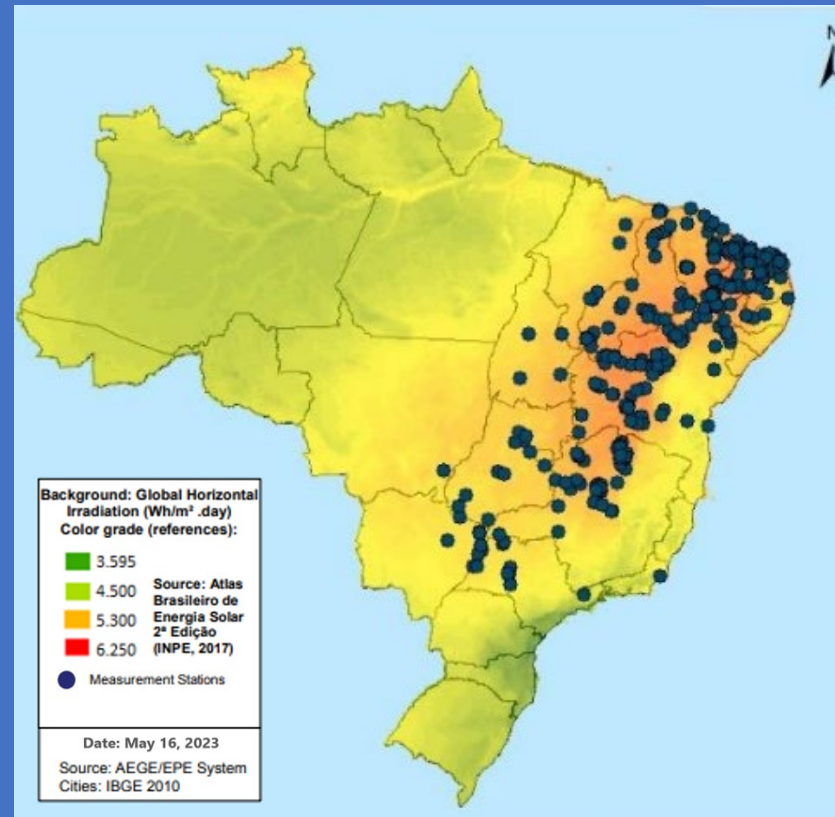 N
Background: Global Horizontal
Irradiation (Wh/m² .day)
Color grade (references):
3.595
4.500
5.300
6.250
Source: Atlas
Brasileiro de
Energia Solar
2ª Edição
(INPE, 2017)
Measurement Stations
Date: May 16, 2023
Source: AEGE/EPE System
Cities: IBGE 2010